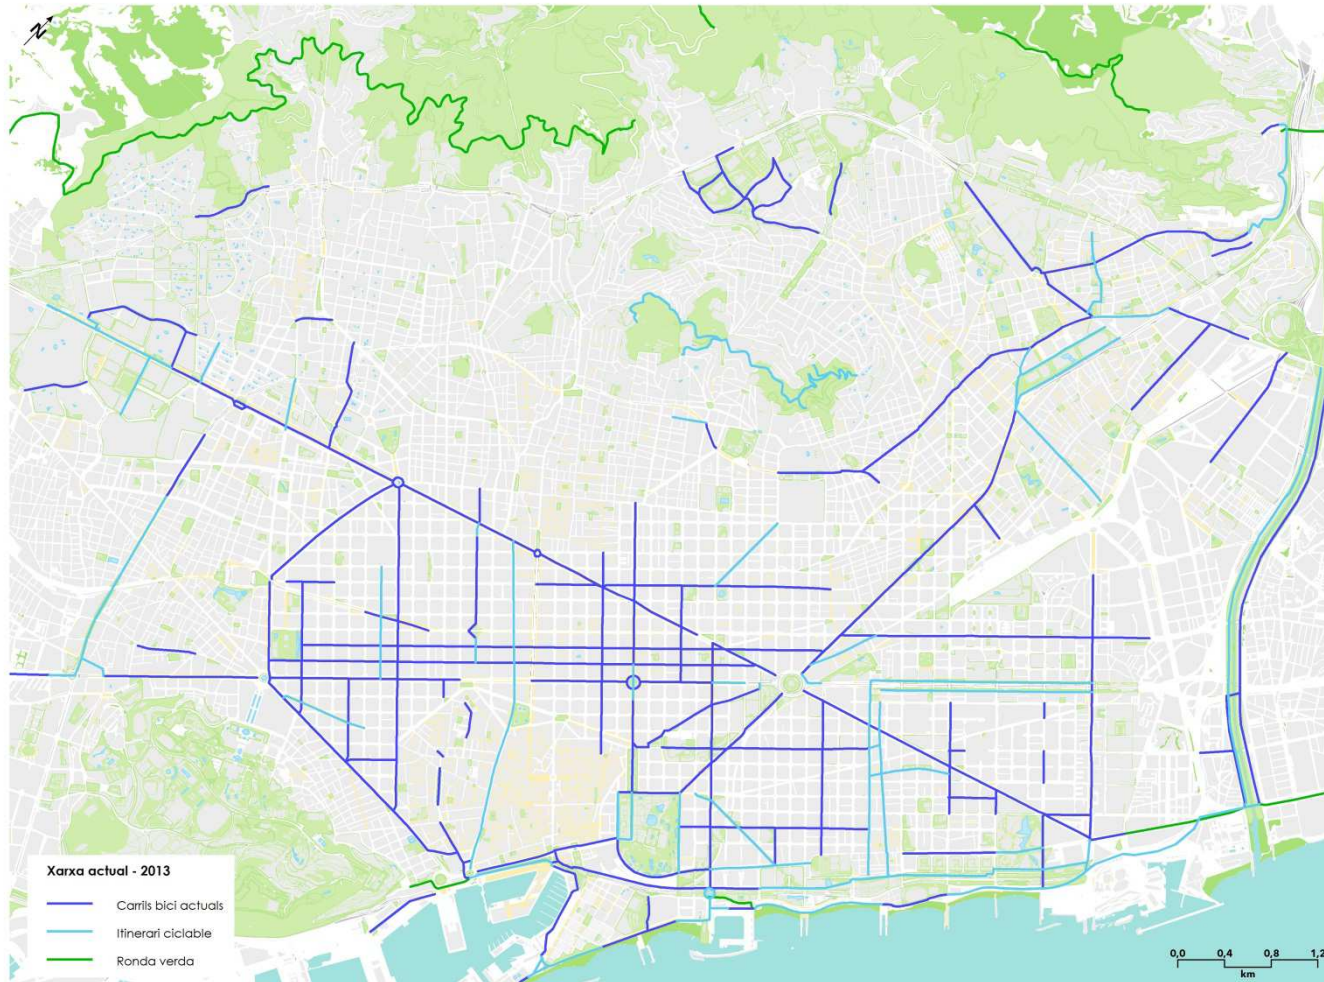 N
Xarxa actual - 2013
Carrils bici actuals
Itinerari ciclable
Ronda verda
0,0 0,4 0,8 1,2
km